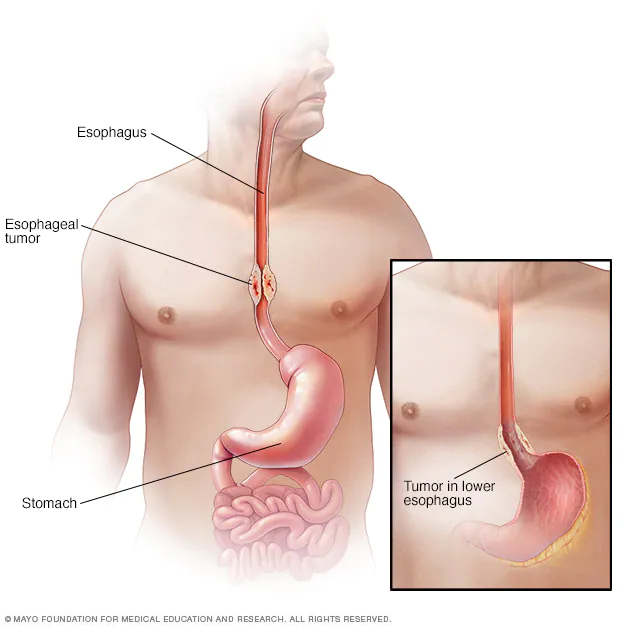 Esophagus
Esophageal
tumor
Stomach
Tumor in lower
esophagus
© MAYO FOUNDATION FOR MEDICAL EDUCATION AND RESEARCH. ALL RIGHTS RESERVED.